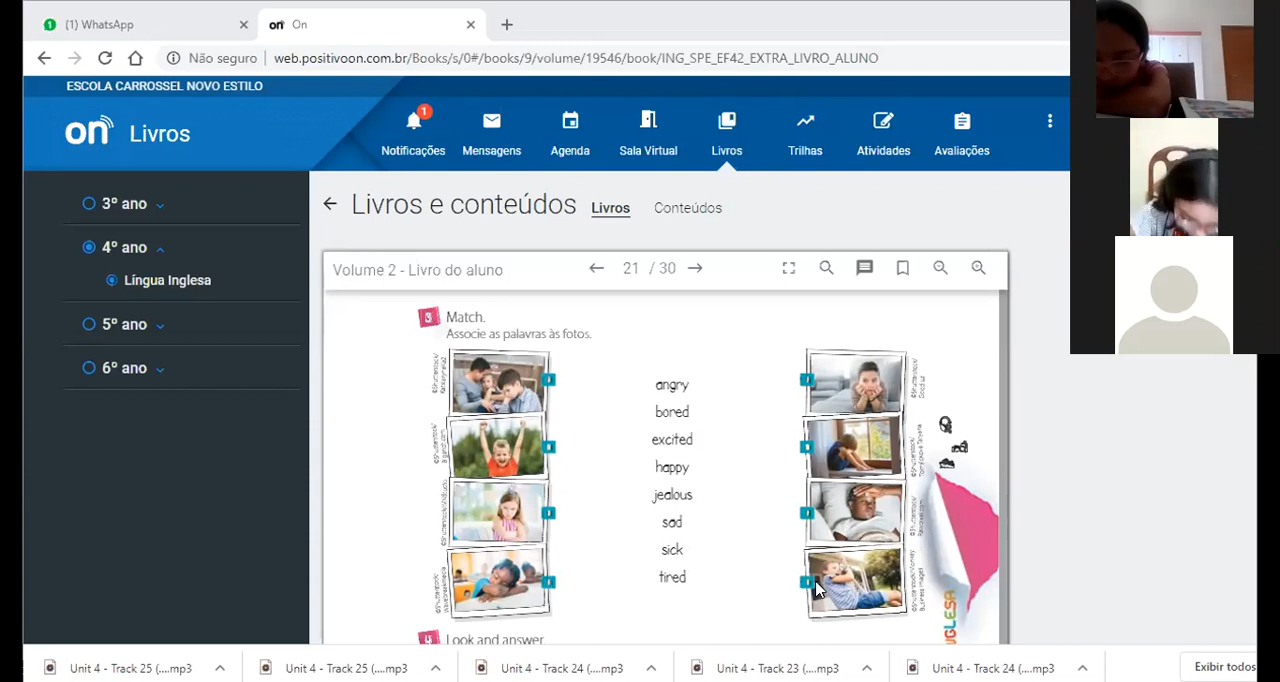 (1) WhatsApp
on
On
Não seguro
web.positivoon.com.br/Books/s/0#/books/9/volume/19546/book/ING_SPE_EF42_EXTRA_LIVRO_ALUNO
ESCOLA CARROSSEL NOVO ESTILO
on Livros
1
Notificações Mensagens Agenda Sala Virtual Livros Trilhas Atividades Avaliações
3º ano
4º ano
Língua Inglesa
5º ano
6º ano
Livros e conteúdos Livros Conteúdos
Volume 2 - Livro do aluno 21 / 30
3 Match.
Associe as palavras às fotos.
angry
bored
excited
happy
jealous
sad
sick
tired
4 Look and answer.
Unit 4 - Track 25 (....mp3 Unit 4 - Track 25 (....mp3 Unit 4 - Track 24 (....mp3 Unit 4 - Track 23 (....mp3 Unit 4 - Track 24 (....mp3 Exibir todos